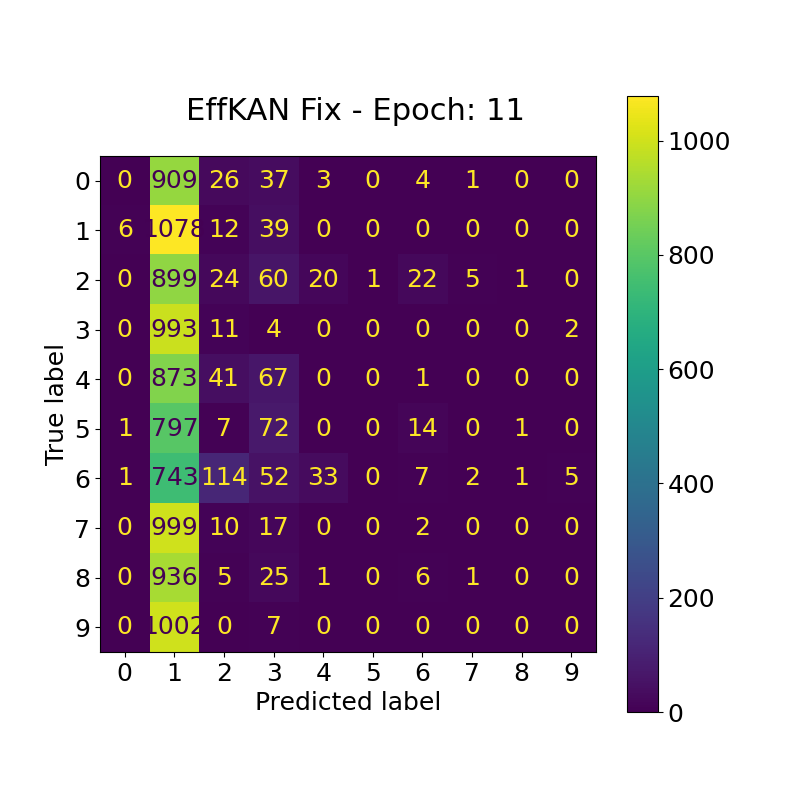 EffKAN Fix - Epoch: 11
0 0 909 26 37 3 0 4 1 0 0
1 6 1078 12 39 0 0 0 0 0 0
2 0 899 24 60 20 1 22 5 1 0
3 0 993 11 4 0 0 0 0 0 2
4 0 873 41 67 0 0 1 0 0 0
5 1 797 7 72 0 0 14 0 1 0
6 1 743 114 52 33 0 7 2 1 5
7 0 999 10 17 0 0 2 0 0 0
8 0 936 5 25 1 0 6 1 0 0
9 0 1002 0 7 0 0 0 0 0 0
0 1 2 3 4 5 6 7 8 9
Predicted label
True label
1000
800
600
400
200
0